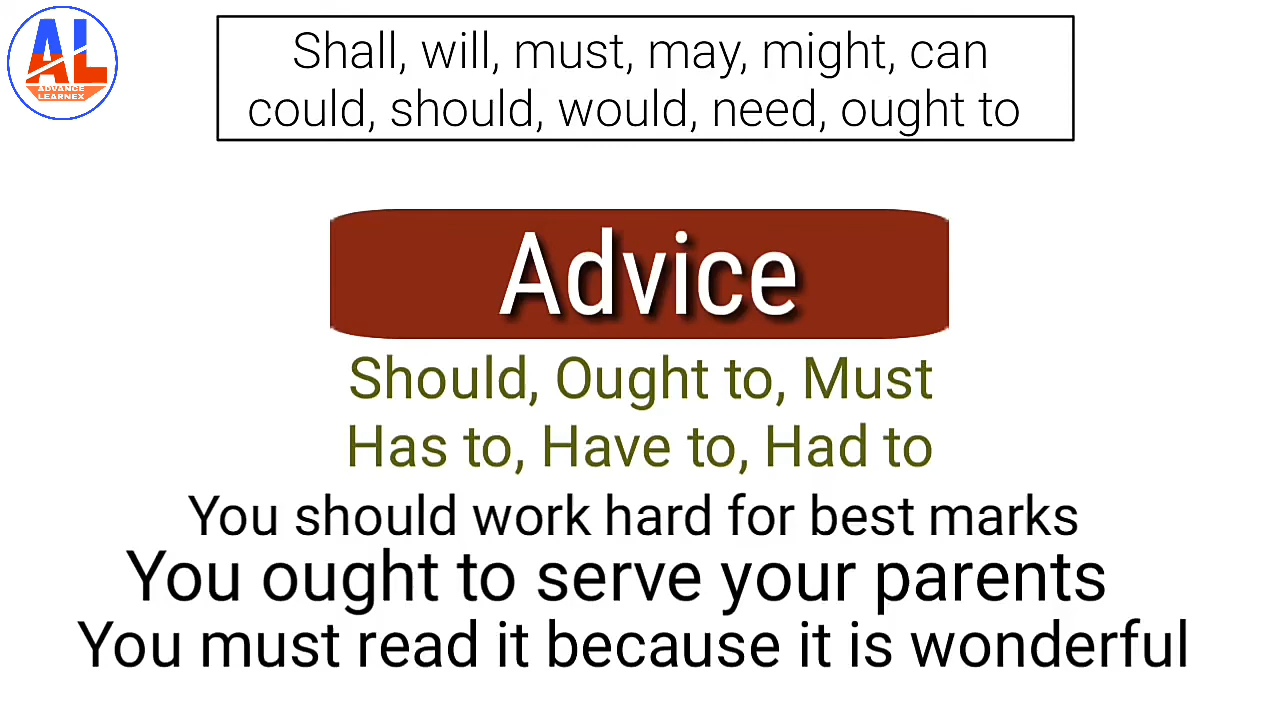 AL
ADVANCE
LEARNEX
Shall, will, must, may, might, can
could, should, would, need, ought to
Advice
Should, Ought to, Must
Has to, Have to, Had to
You should work hard for best marks
You ought to serve your parents
You must read it because it is wonderful